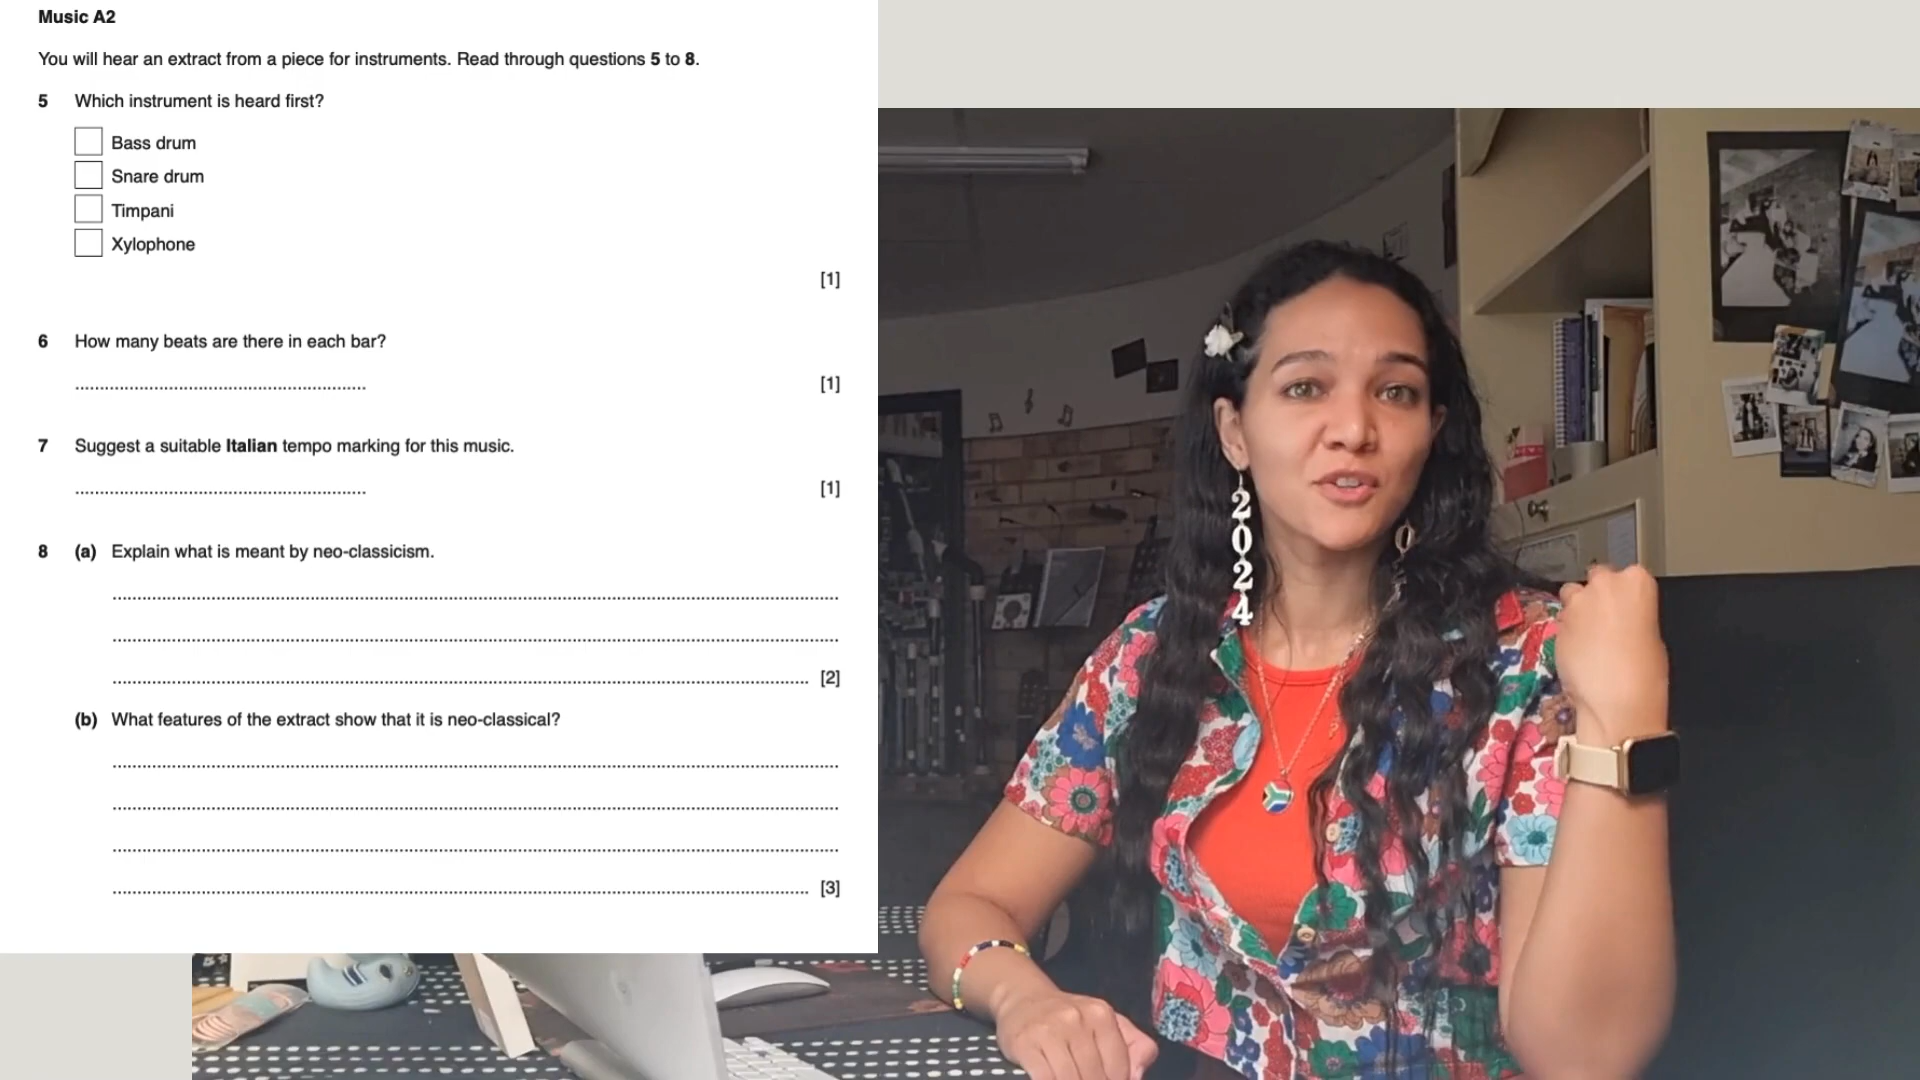 Music A2
You will hear an extract from a piece for instruments. Read through questions 5 to 8.
5 Which instrument is heard first?
Bass drum
Snare drum
Timpani
Xylophone
[1]
6 How many beats are there in each bar?
............................................................ [1]
7 Suggest a suitable Italian tempo marking for this music.
............................................................ [1]
8 (a) Explain what is meant by neo-classicism.
............................................................
............................................................
............................................................ [2]
(b) What features of the extract show that it is neo-classical?
............................................................
............................................................
............................................................
............................................................ [3]
2024